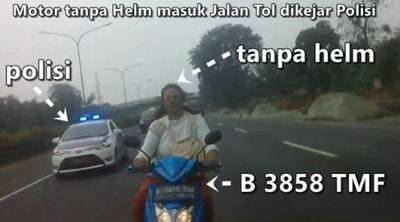 Motor tanpa Helm masuk Jalan Tol dikejar Polisi
tanpa helm
polisi
B 3858 TMF